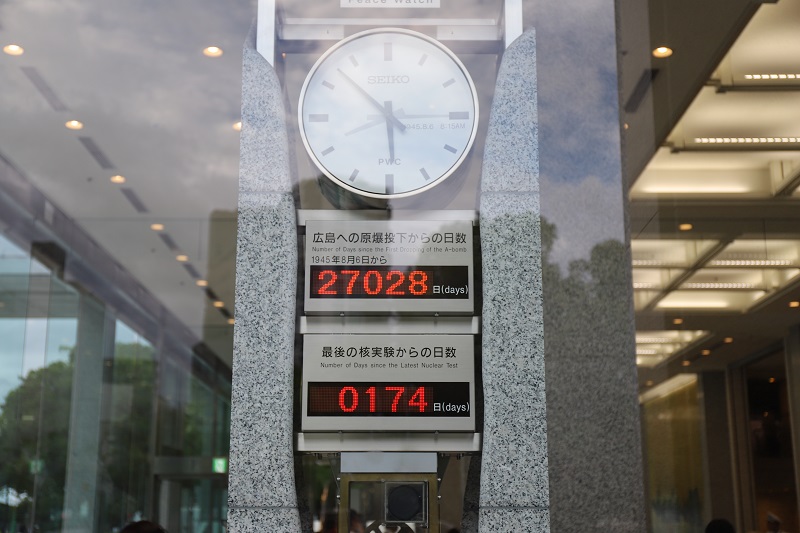 Peace Watch
SEIKO
1945.8.6 - 8:15AM
PWC
広島への原爆投下からの日数
Number of Days since the First Dropping of the A-bomb
1945年8月6日から
27028 日(days)
最後の核実験からの日数
Number of Days since the Latest Nuclear Test
0174 日(days)